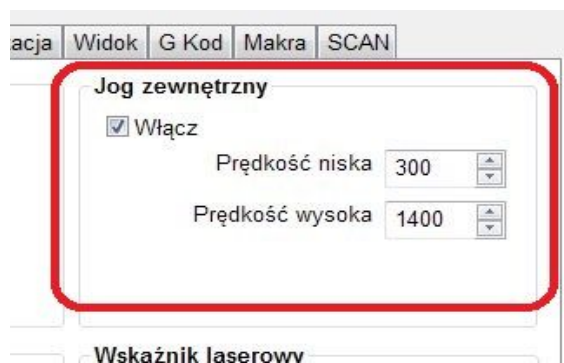 acja Widok G Kod Makra SCAN
Jog zewnętrzny
Włącz
Prędkość niska 300
Prędkość wysoka 1400
Wskaźnik laserowy